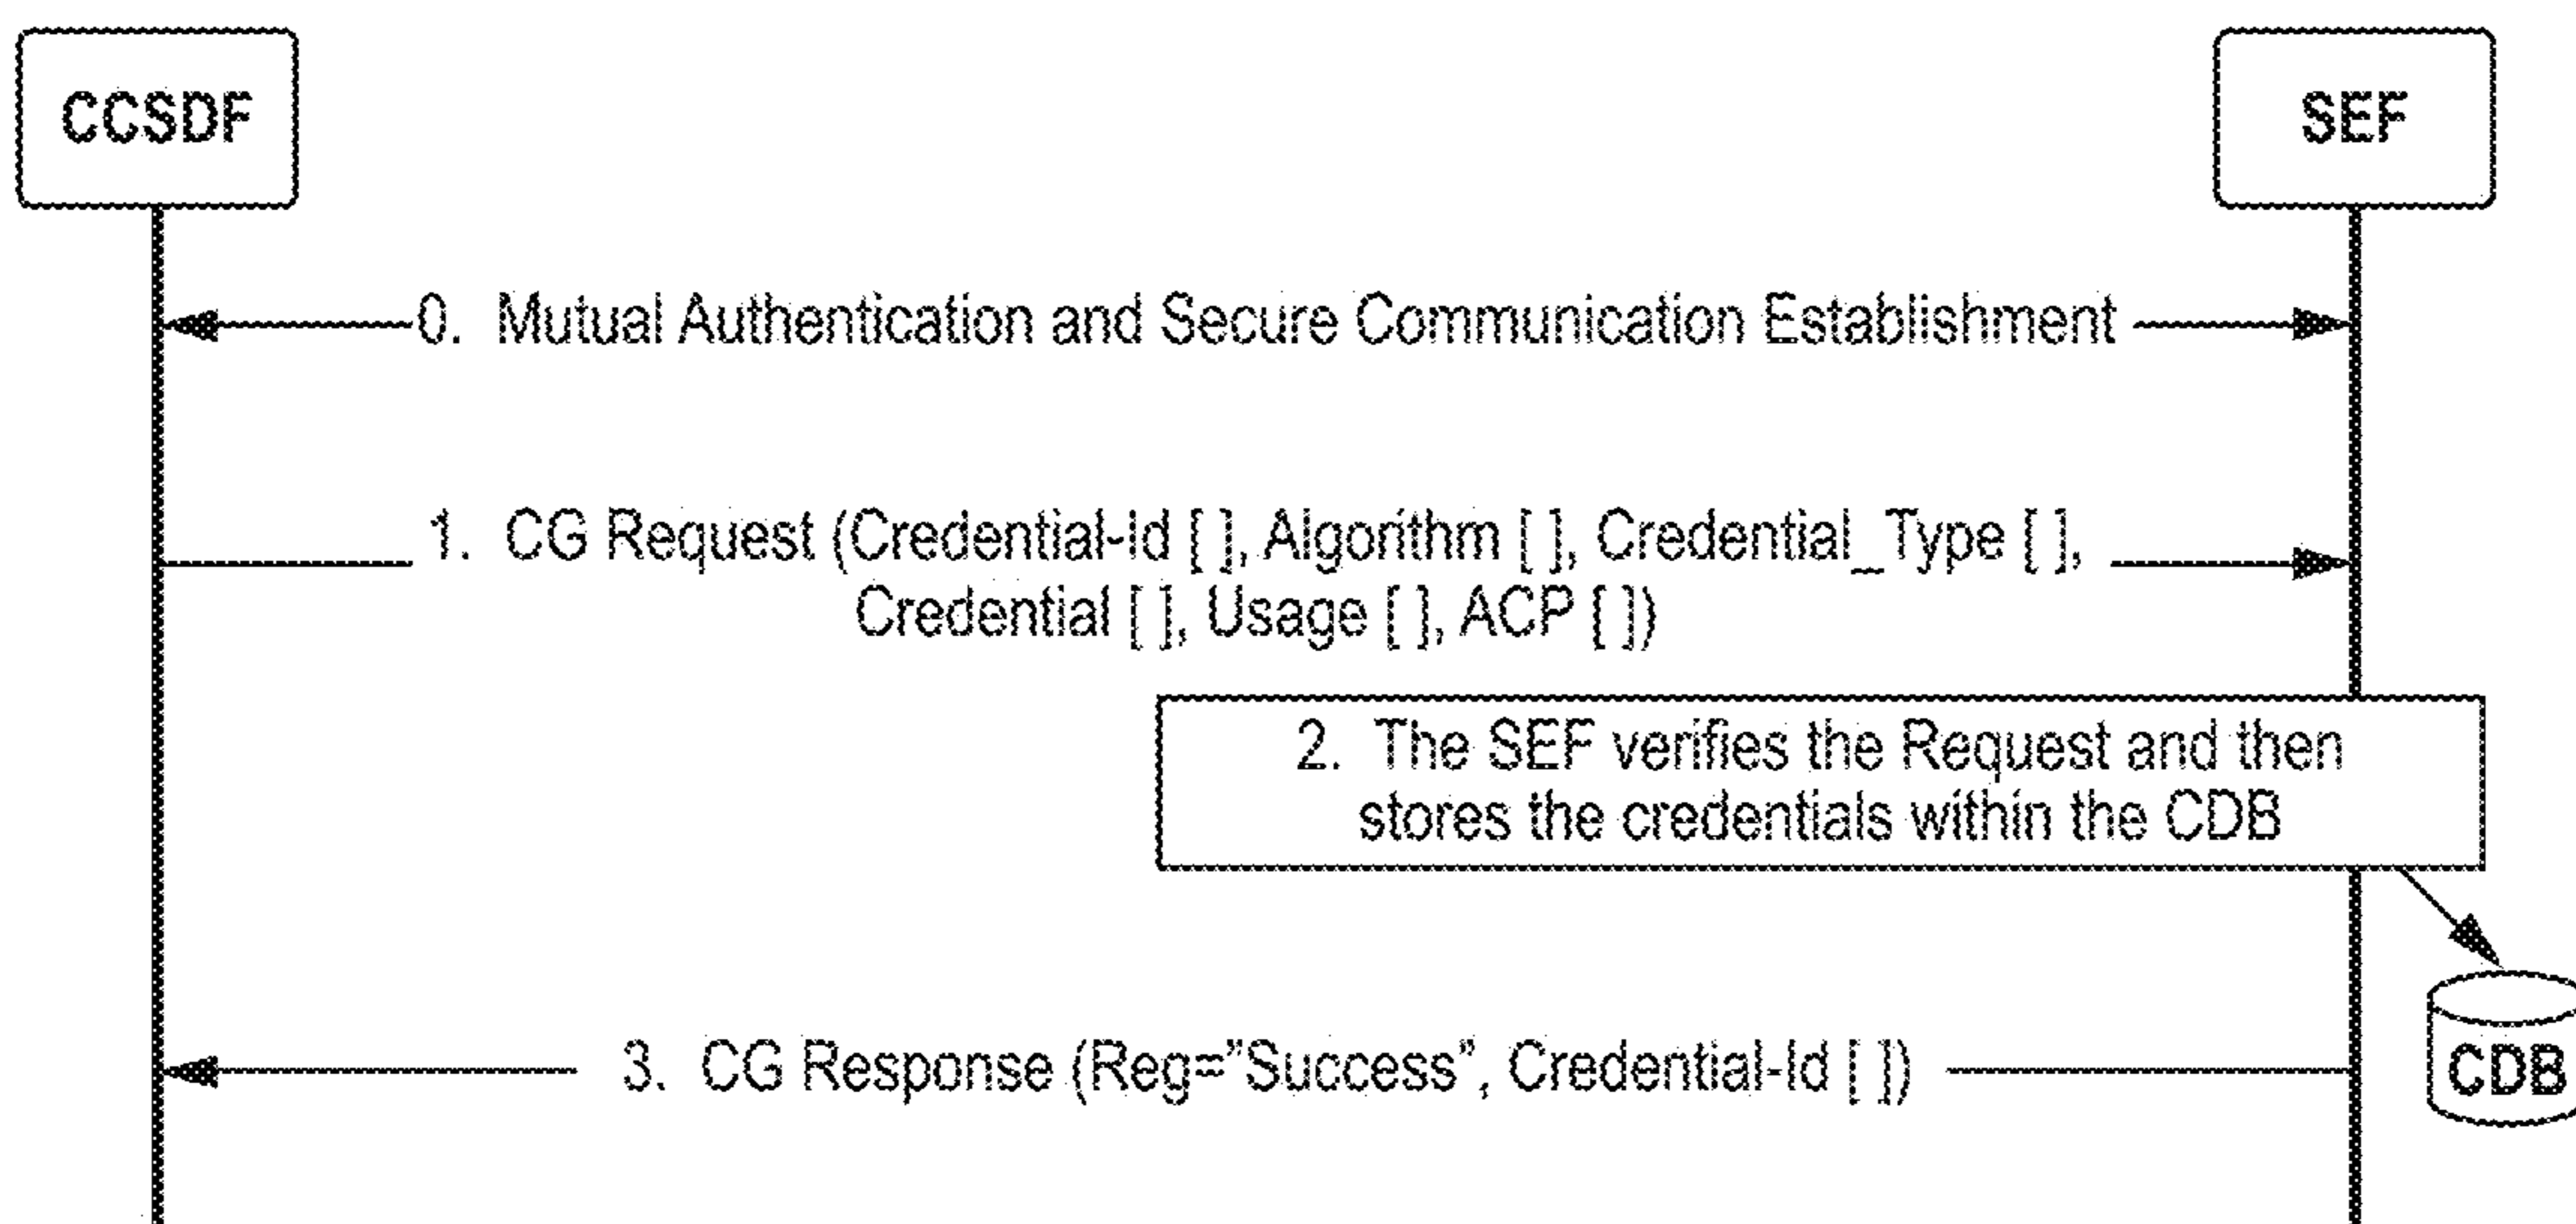 CCSDF
SEF
0. Mutual Authentication and Secure Communication Establishment
1. CG Request (Credential-Id [ ], Algorithm [ ], Credential_Type [ ],
Credential [ ], Usage [ ], ACP [ ])
2. The SEF verifies the Request and then
stores the credentials within the CDB
3. CG Response (Reg="Success", Credential-Id [ ])
CDB